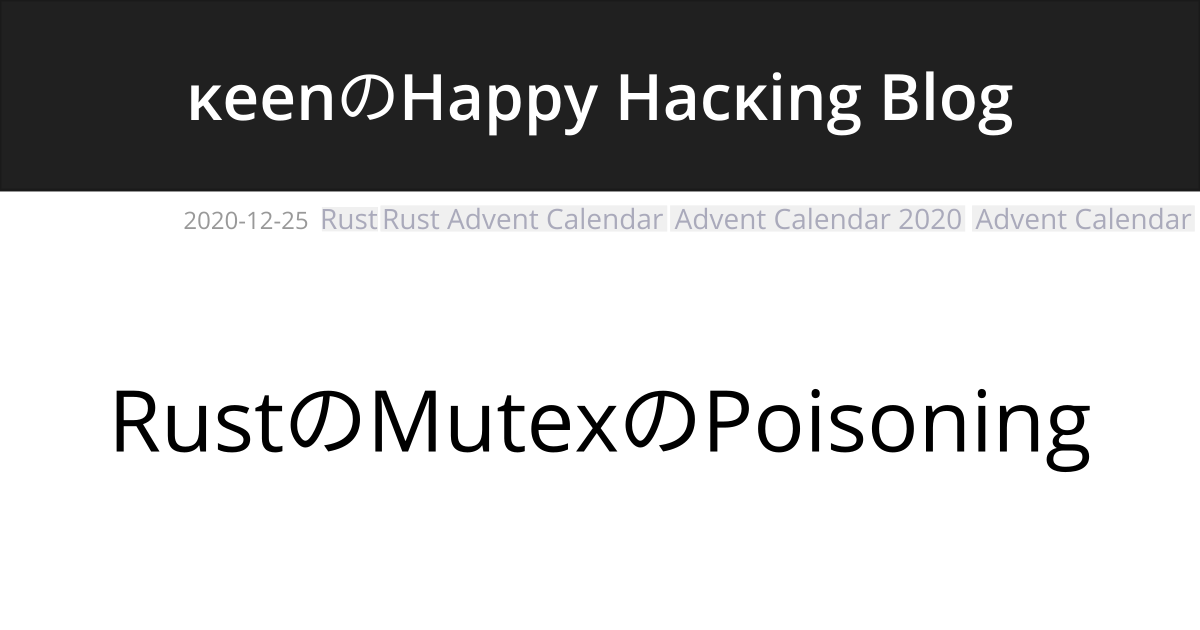 κeenのHappy Hacκing Blog
2020-12-25 Rust Rust Advent Calendar Advent Calendar 2020 Advent Calendar
RustのMutexのPoisoning